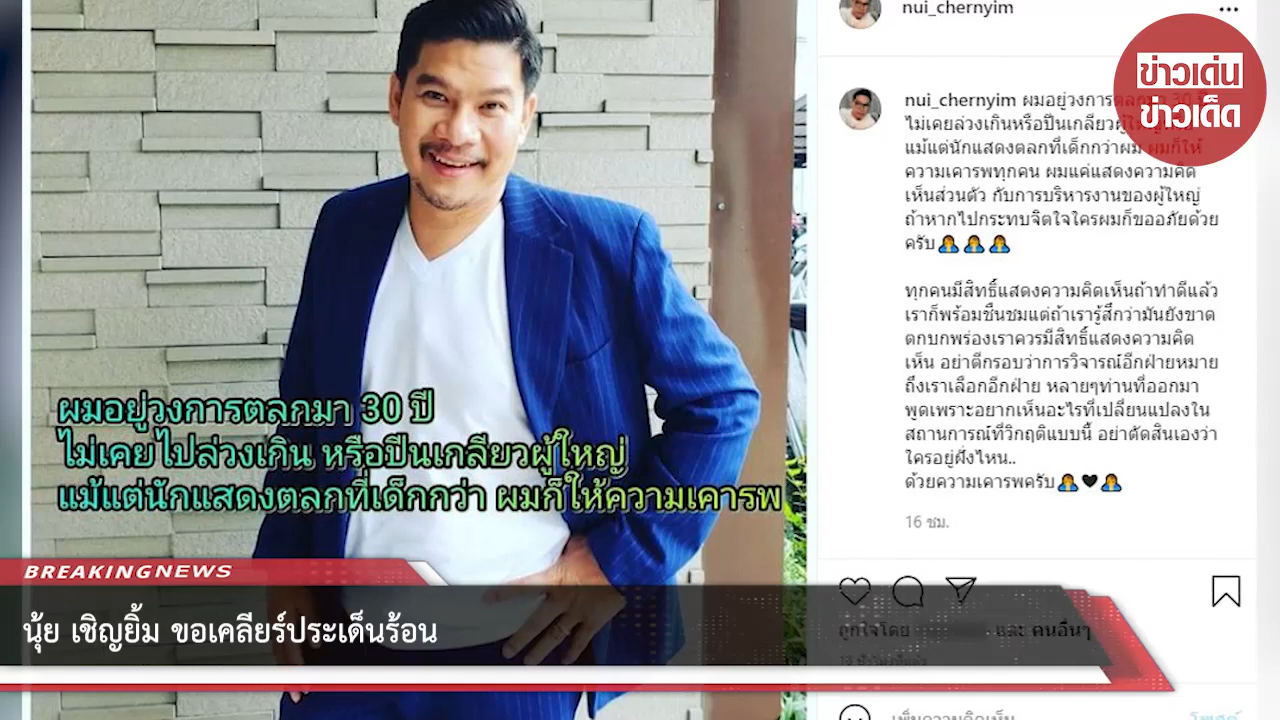 nui_chernyim
ข่าวเด่น
ข่าวเด็ด
nui_chernyim ผมอยู่วงการตลกมา 30 ปี
ไม่เคยล่วงเกินหรือปีนเกลียวผู้ใหญ่
แม้แต่นักแสดงตลกที่เด็กกว่าผม ผมก็ให้
ความเคารพทุกคน ผมแค่แสดงความคิด
เห็นส่วนตัว กับการบริหารงานของผู้ใหญ่
ถ้าหากไปกระทบจิตใจใครผมก็ขออภัยด้วย
ครับ
ทุกคนมีสิทธิ์แสดงความคิดเห็นถ้าทำดีแล้ว
เราก็พร้อมชื่นชมแต่ถ้าเรารู้สึกว่ามันยังขาด
ตกบกพร่องเราควรมีสิทธิ์แสดงความคิด
เห็น อย่าตีกรอบว่าการวิจารณ์อีกฝ่ายหมาย
ถึงเราเลือกอีกฝ่าย หลายๆท่านที่ออกมา
พูดเพราะอยากเห็นอะไรที่เปลี่ยนแปลงใน
สถานการณ์ที่วิกฤติแบบนี้ อย่าตัดสินเองว่า
ใครอยู่ฝั่งไหน..
ด้วยความเคารพครับ
16 ชม.
ผมอยู่วงการตลกมา 30 ปี
ไม่เคยไปล่วงเกิน หรือปีนเกลียวผู้ใหญ่
แม้แต่นักแสดงตลกที่เด็กกว่า ผมก็ให้ความเคารพ
BREAKINGNEWS
นุ้ย เชิญยิ้ม ขอเคลียร์ประเด็นร้อน
ถูกใจโดย และ คนอื่นๆ
เพิ่มความคิดเห็น
โพสต์